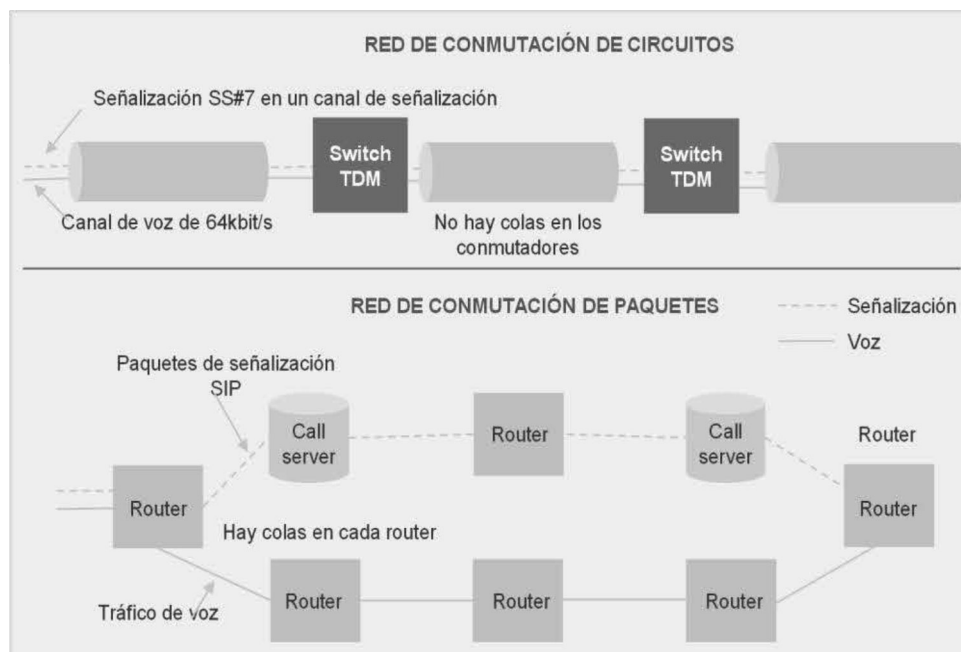 RED DE CONMUTACIÓN DE CIRCUITOS
Señalización SS#7 en un canal de señalización
Switch
TDM
Switch
TDM
Canal de voz de 64kbit/s
No hay colas en los
conmutadores
RED DE CONMUTACIÓN DE PAQUETES
Señalización
Voz
Paquetes de señalización
SIP
Call
server
Router
Call
server
Router
Router
Router
Hay colas en cada router
Router
Router
Router
Tráfico de voz